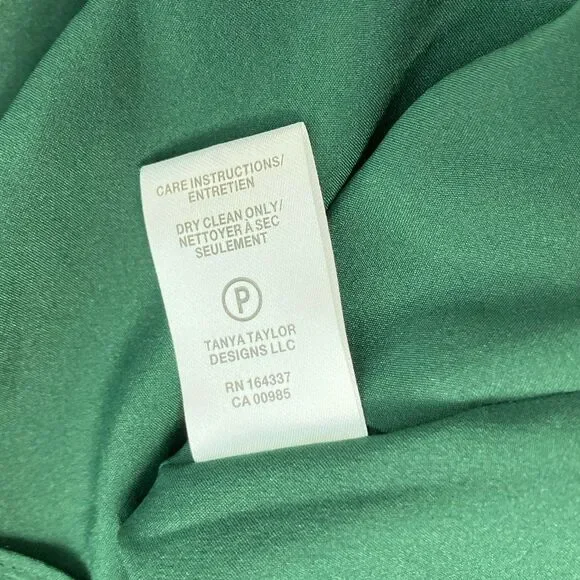 CARE INSTRUCTIONS/
ENTRETIEN
DRY CLEAN ONLY/
NETTOYER À SEC
SEULEMENT
P
TANYA TAYLOR
DESIGNS LLC
RN 164337
CA 00985